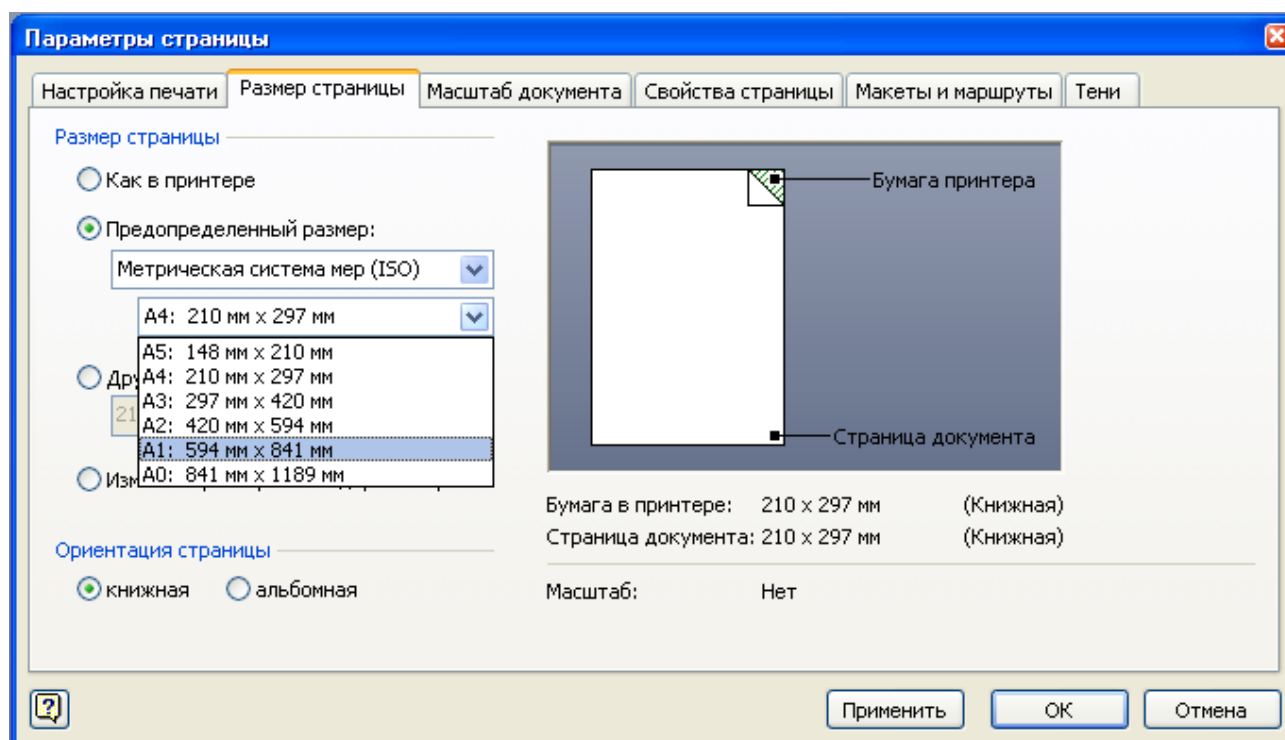 Параметры страницы
Настройка печати Размер страницы Масштаб документа Свойства страницы Макеты и маршруты Тени
Размер страницы
Как в принтере
Бумага принтера
Предопределенный размер:
Метрическая система мер (ISO)
A4: 210 мм x 297 мм
A5: 148 мм x 210 мм
A4: 210 мм x 297 мм
A3: 297 мм x 420 мм
A2: 420 мм x 594 мм
A1: 594 мм x 841 мм
A0: 841 мм x 1189 мм
Страница документа
Бумага в принтере: 210 x 297 мм (Книжная)
Страница документа: 210 x 297 мм (Книжная)
Ориентация страницы
книжная альбомная
Масштаб: Нет
Применить OK Отмена